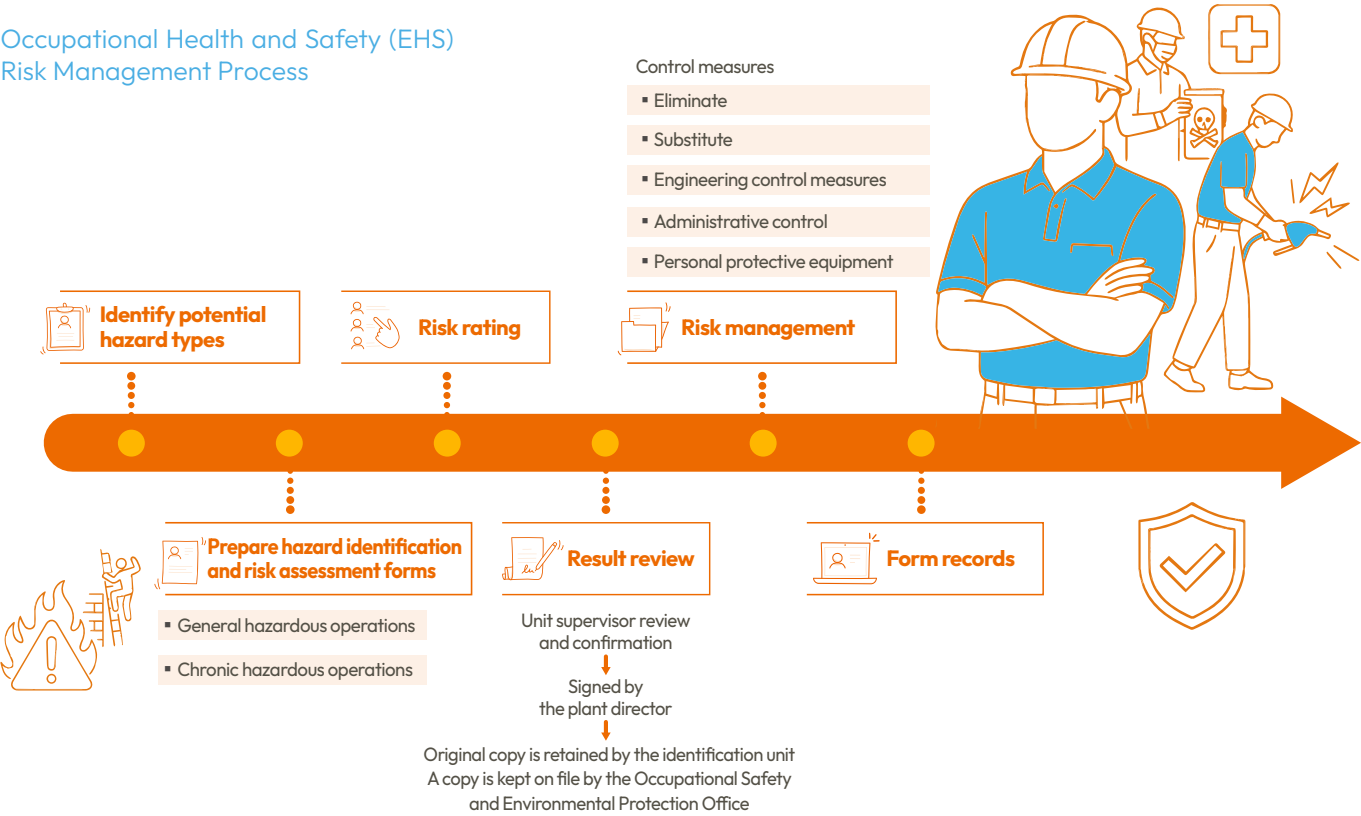 Occupational Health and Safety (EHS)
Risk Management Process
Control measures
▪ Eliminate
▪ Substitute
▪ Engineering control measures
▪ Administrative control
▪ Personal protective equipment
Identify potential
hazard types
Risk rating
Risk management
Prepare hazard identification
and risk assessment forms
▪ General hazardous operations
▪ Chronic hazardous operations
Result review
Unit supervisor review
and confirmation
Signed by
the plant director
Original copy is retained by the identification unit
A copy is kept on file by the Occupational Safety
and Environmental Protection Office
Form records